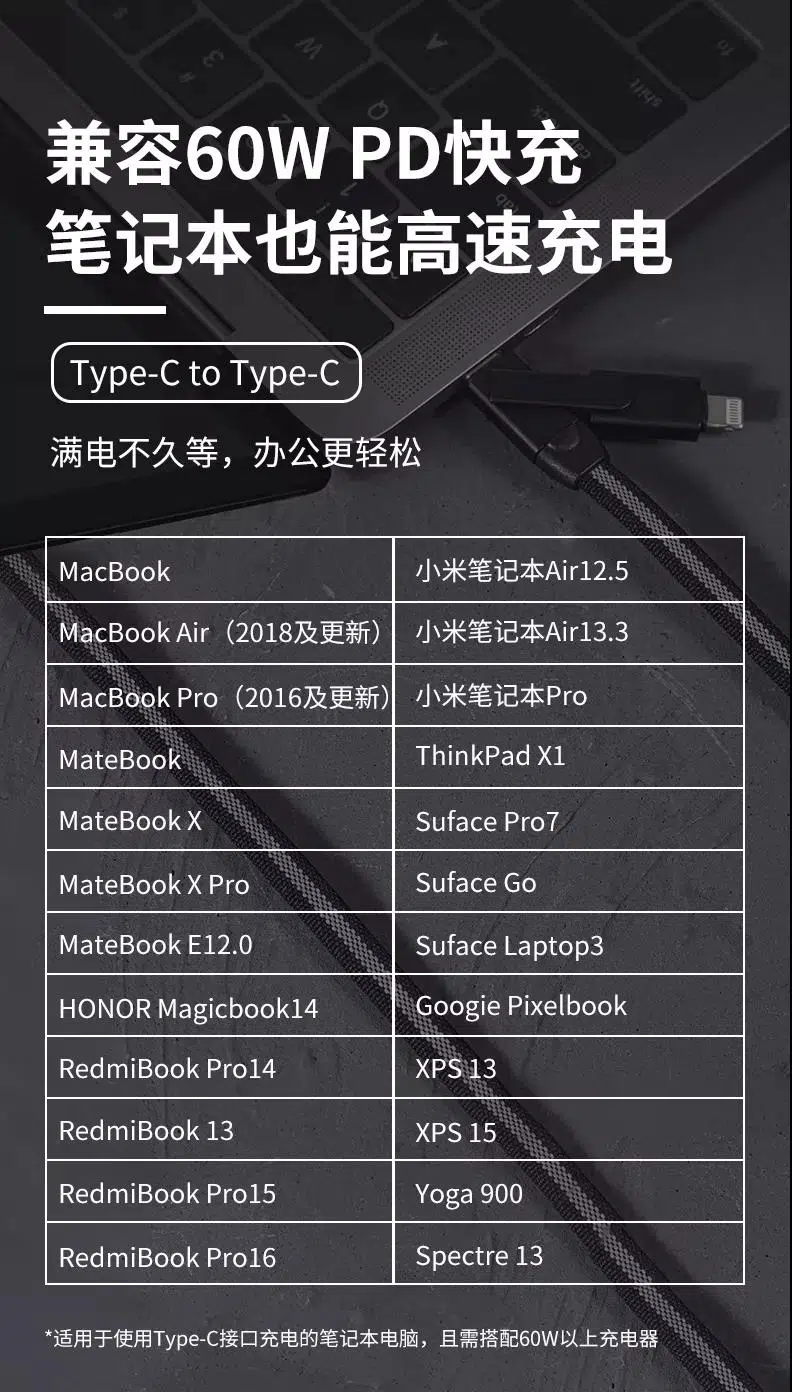 兼容60W PD快充
笔记本也能高速充电
Type-C to Type-C
满电不久等，办公更轻松
MacBook
小米笔记本Air12.5
MacBook Air（2018及更新）
小米笔记本Air13.3
MacBook Pro（2016及更新）
小米笔记本Pro
MateBook
ThinkPad X1
MateBook X
Suface Pro7
MateBook X Pro
Suface Go
MateBook E12.0
Suface Laptop3
HONOR Magicbook14
Googie Pixelbook
RedmiBook Pro14
XPS 13
RedmiBook 13
XPS 15
RedmiBook Pro15
Yoga 900
RedmiBook Pro16
Spectre 13
*适用于使用Type-C接口充电的笔记本电脑，且需搭配60W以上充电器